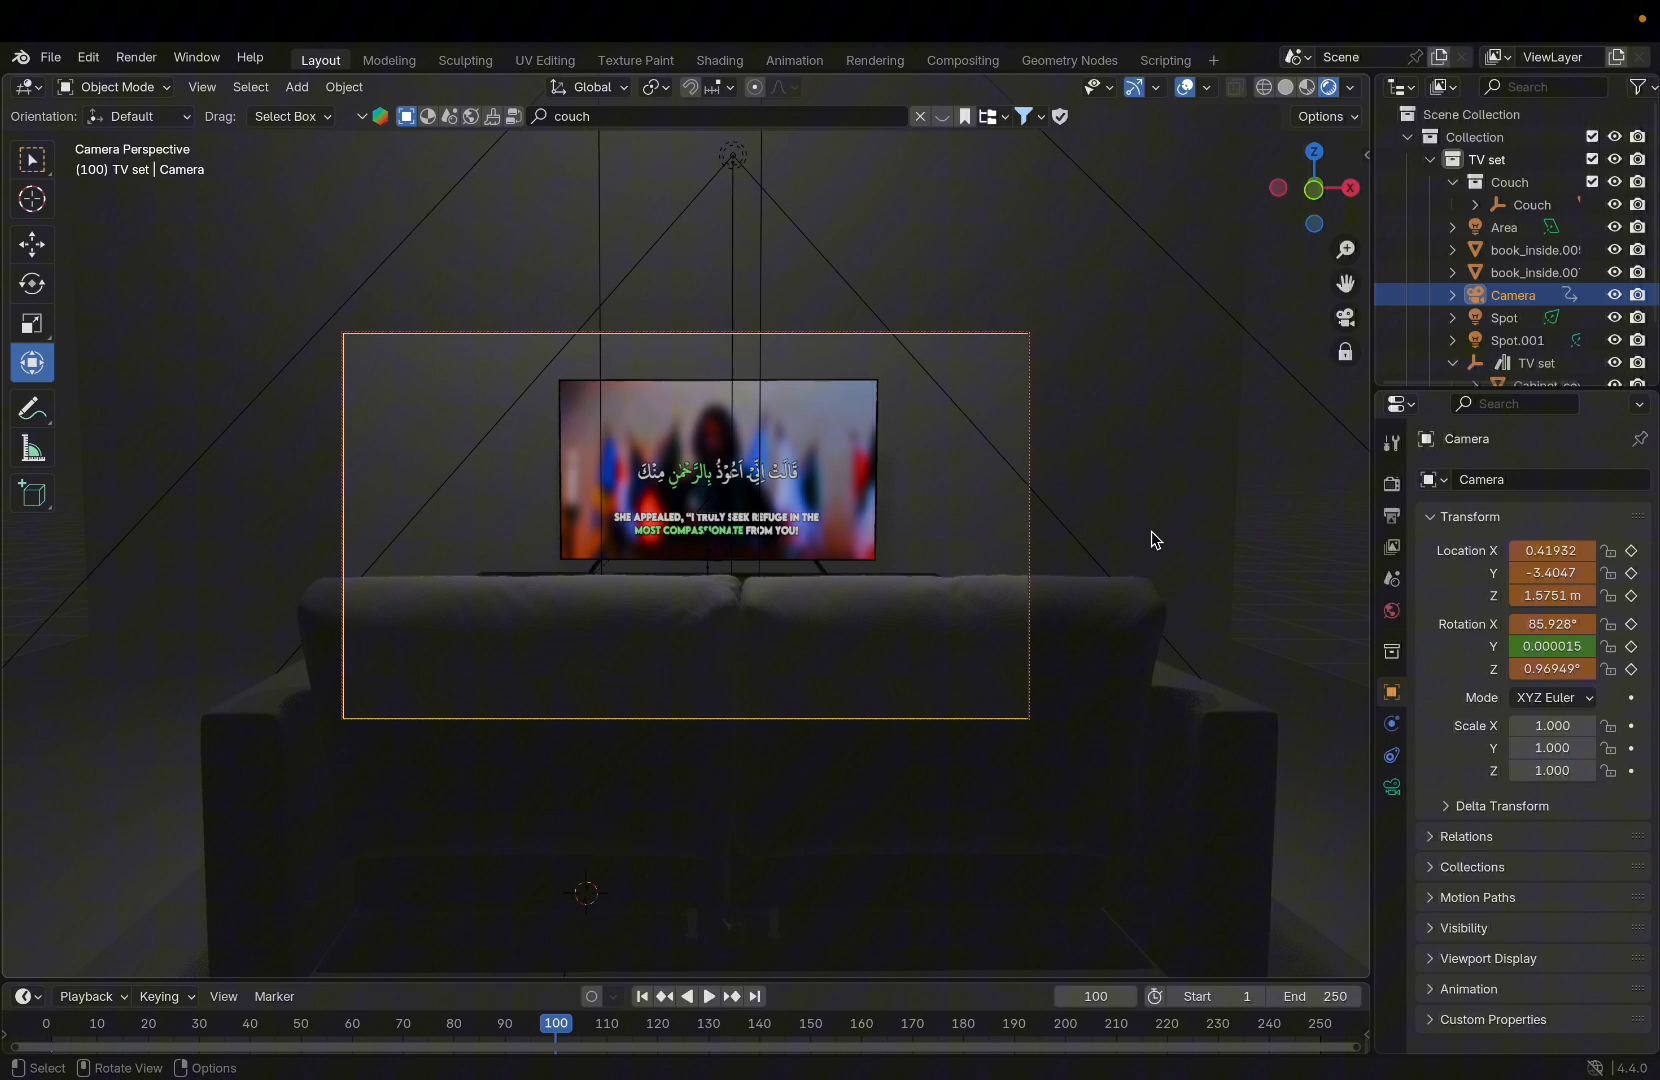 File Edit Render Window Help
Layout Modeling Sculpting UV Editing Texture Paint Shading Animation Rendering Compositing Geometry Nodes Scripting +
Scene
ViewLayer
Object Mode View Select Add Object
Global
Search
Orientation: Default Drag: Select Box
couch
Options
Camera Perspective
(100) TV set | Camera
Z
X
Scene Collection
Collection
TV set
Couch
Couch
Area
book_inside.00
book_inside.00
Camera
Spot
Spot.001
TV set
قَالَتْ اِنِّيْٓ اَعُوْذُ بِالرَّحْمٰنِ مِنْكَ
SHE APPEALED, "I TRULY SEEK REFUGE IN THE
MOST COMPASSIONATE FROM YOU!
Search
Camera
Camera
Transform
Location X 0.41932
Y -3.4047
Z 1.5751 m
Rotation X 85.928°
Y 0.000015
Z 0.96949°
Mode XYZ Euler
Scale X 1.000
Y 1.000
Z 1.000
Delta Transform
Relations
Collections
Motion Paths
Visibility
Viewport Display
Animation
Custom Properties
Playback Keying View Marker
100
Start 1
End 250
0 10 20 30 40 50 60 70 80 90 100 110 120 130 140 150 160 170 180 190 200 210 220 230 240 250
Select Rotate View Options
4.4.0